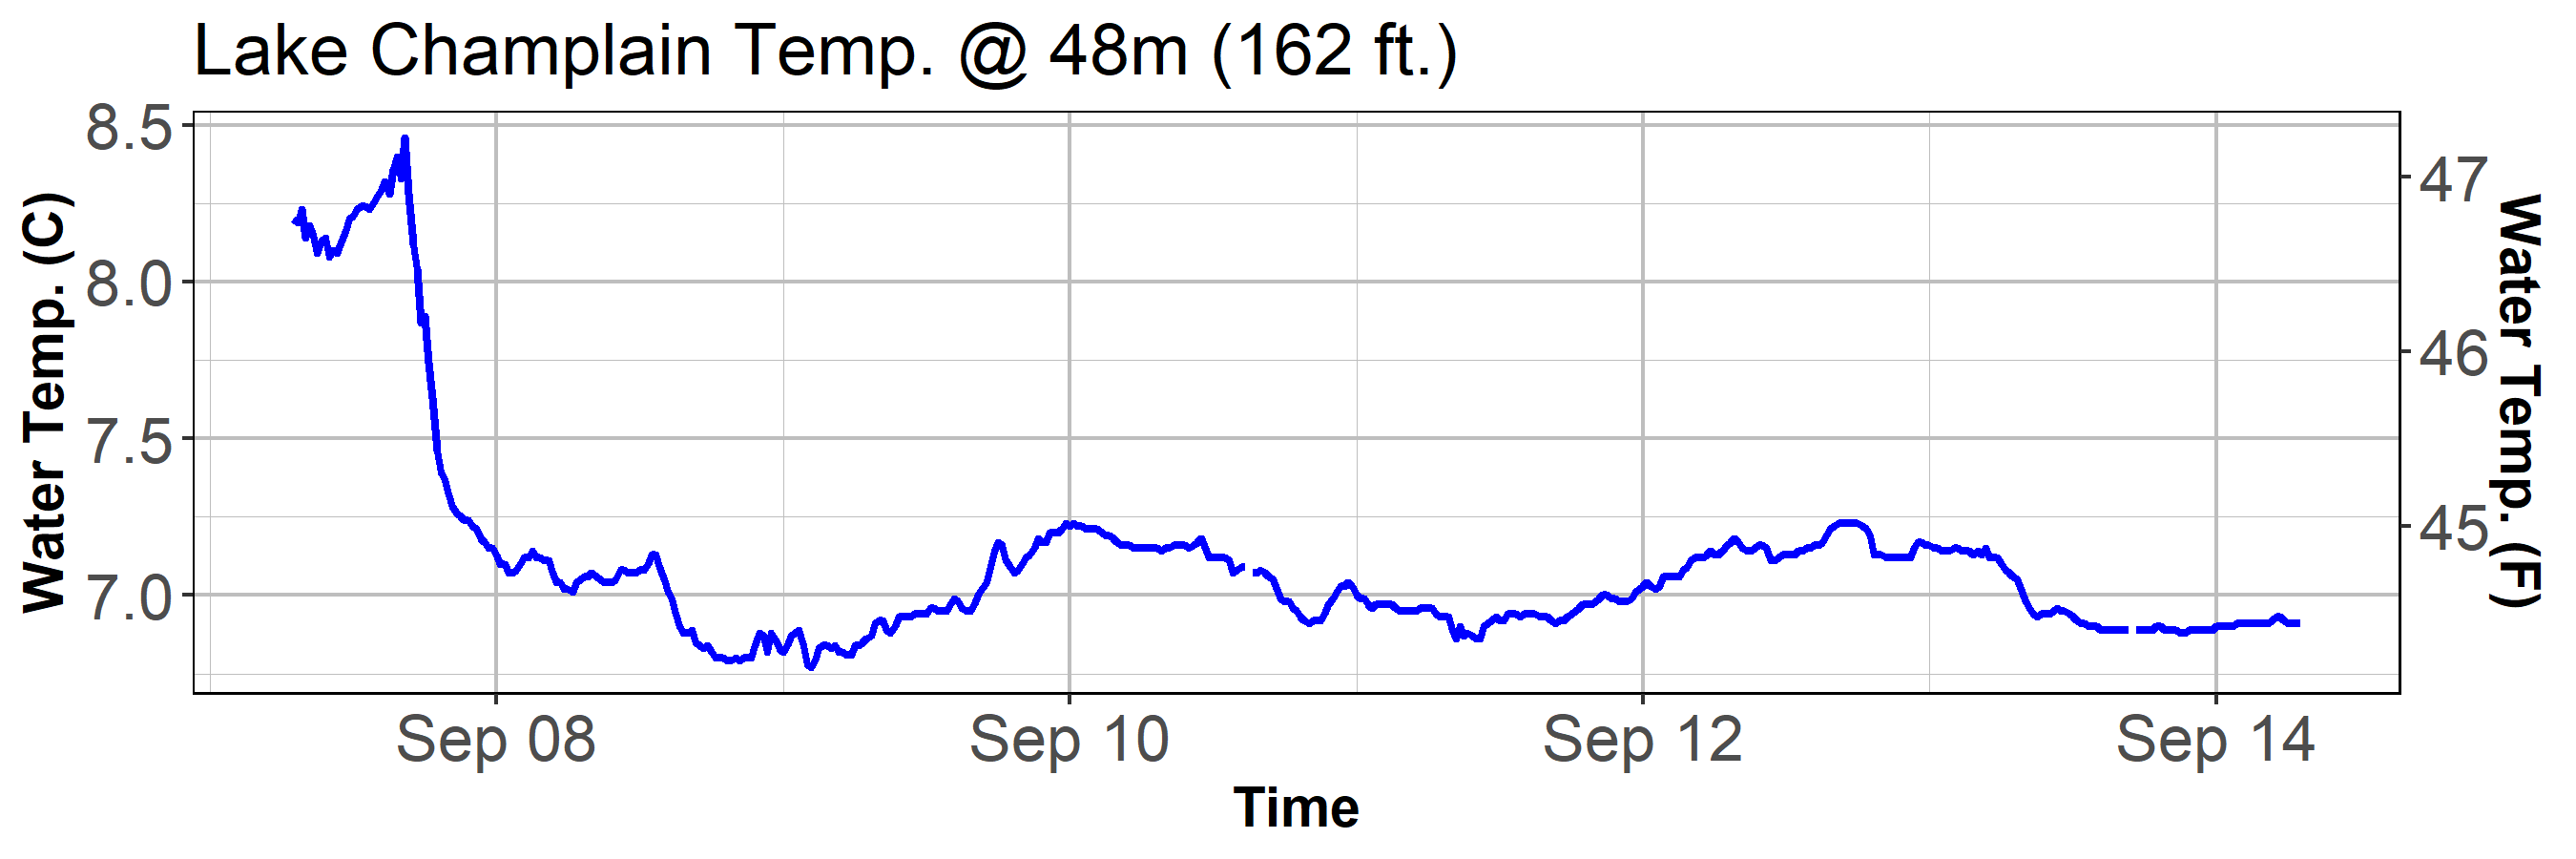 Lake Champlain Temp. @ 48m (162 ft.)
Water Temp. (C)
8.5
8.0
7.5
7.0
47
46
45
Water Temp. (F)
Sep 08 Sep 10 Sep 12 Sep 14
Time